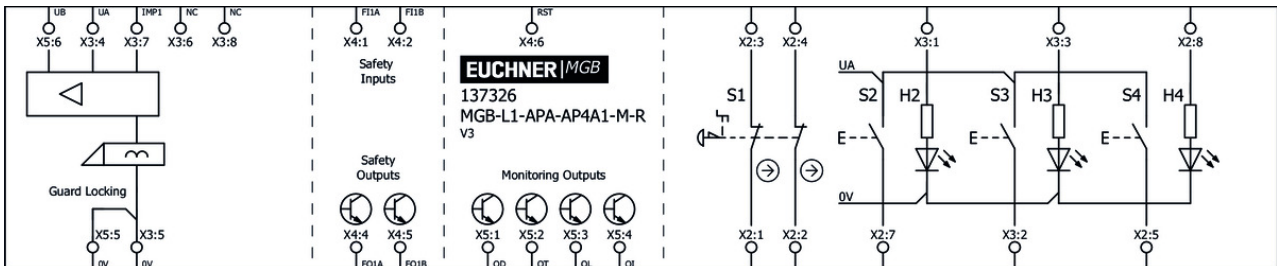 UB UA IMP1 NC NC FI1A FI1B RST
X5:6 X3:4 X3:7 X3:6 X3:8 X4:1 X4:2 X4:6 X2:3 X2:4 X3:1 X3:3 X2:8
Safety
Inputs
EUCHNER MGB
137326
MGB-L1-APA-AP4A1-M-R
V3
UA
S1 S2 H2 S3 H3 S4 H4
E E E
Safety
Outputs
Monitoring Outputs
Guard Locking
0V
X5:5 X3:5 X4:4 X4:5 X5:1 X5:2 X5:3 X5:4 X2:1 X2:2 X2:7 X3:2 X2:5
0V 0V FO1A FO1B OD OT OL OI